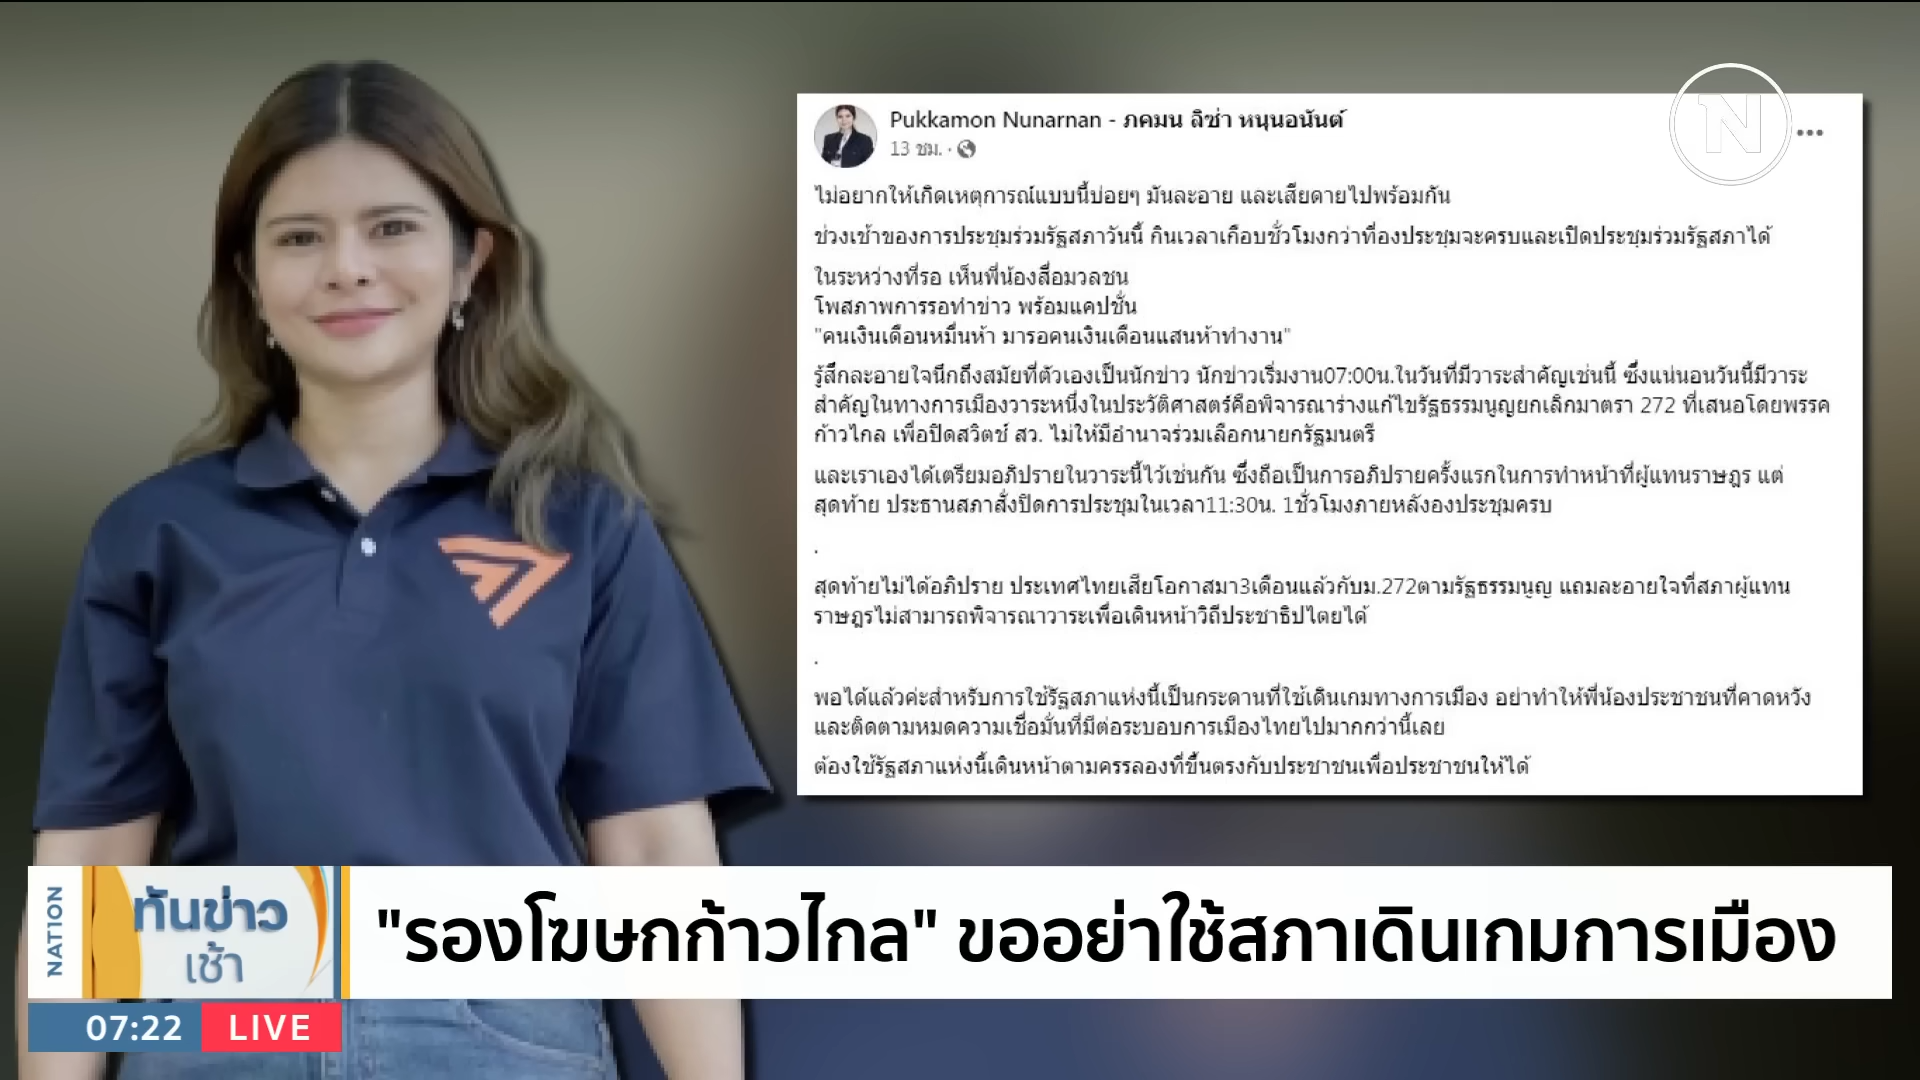 N
Pukkamon Nunarnan - ภคมน ลิซ่า หนุนอนันต์
13 ชม. ·
ไม่อยากให้เกิดเหตุการณ์แบบนี้บ่อยๆ มันละอาย และเสียดายไปพร้อมกัน
ช่วงเช้าของการประชุมร่วมรัฐสภาวันนี้ กินเวลาเกือบชั่วโมงกว่าที่องประชุมจะครบและเปิดประชุมร่วมรัฐสภาได้
ในระหว่างที่รอ เห็นพี่น้องสื่อมวลชน
โพสภาพการรอทำข่าว พร้อมแคปชั่น
"คนเงินเดือนหมื่นห้า มารอคนเงินเดือนแสนห้าทำงาน"
รู้สึกละอายใจนึกถึงสมัยที่ตัวเองเป็นนักข่าว นักข่าวเริ่มงาน07:00น.ในวันที่มีวาระสำคัญเช่นนี้ ซึ่งแน่นอนวันนี้มีวาระ
สำคัญในทางการเมืองวาระหนึ่งในประวัติศาสตร์คือพิจารณาร่างแก้ไขรัฐธรรมนูญยกเลิกมาตรา 272 ที่เสนอโดยพรรค
ก้าวไกล เพื่อปิดสวิตช์ สว. ไม่ให้มีอำนาจร่วมเลือกนายกรัฐมนตรี
และเราเองได้เตรียมอภิปรายในวาระนี้ไว้เช่นกัน ซึ่งถือเป็นการอภิปรายครั้งแรกในการทำหน้าที่ผู้แทนราษฎร แต่
สุดท้าย ประธานสภาสั่งปิดการประชุมในเวลา11:30น. 1ชั่วโมงภายหลังองประชุมครบ
.
สุดท้ายไม่ได้อภิปราย ประเทศไทยเสียโอกาสมา3เดือนแล้วกับม.272ตามรัฐธรรมนูญ แถมละอายใจที่สภาผู้แทน
ราษฎรไม่สามารถพิจารณาวาระเพื่อเดินหน้าวิถีประชาธิปไตยได้
.
พอได้แล้วค่ะสำหรับการใช้รัฐสภาแห่งนี้เป็นกระดานที่ใช้เดินเกมทางการเมือง อย่าทำให้พี่น้องประชาชนที่คาดหวัง
และติดตามหมดความเชื่อมั่นที่มีต่อระบอบการเมืองไทยไปมากกว่านี้เลย
ต้องใช้รัฐสภาแห่งนี้เดินหน้าตามครรลองที่ขึ้นตรงกับประชาชนเพื่อประชาชนให้ได้
NATION
ทันข่าว
เช้า
"รองโฆษกก้าวไกล" ขออย่าใช้สภาเดินเกมการเมือง
07:22 LIVE